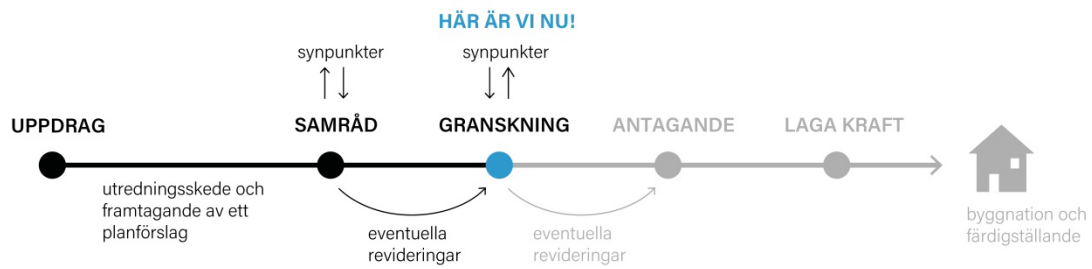 HÄR ÄR VI NU!
synpunkter
synpunkter
UPPDRAG
SAMRÅD
GRANSKNING
ANTAGANDE
LAGA KRAFT
utredningsskede och
framtagande av ett
planförslag
eventuella
revideringar
eventuella
revideringar
byggnation och
färdigställande